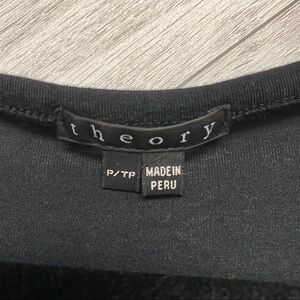 theory
P/TP
MADE IN
PERU